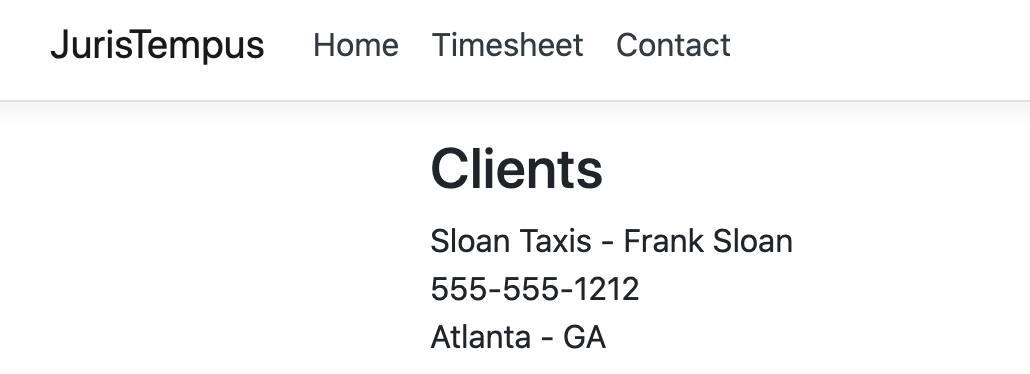 JurisTempus Home Timesheet Contact
Clients
Sloan Taxis - Frank Sloan
555-555-1212
Atlanta - GA